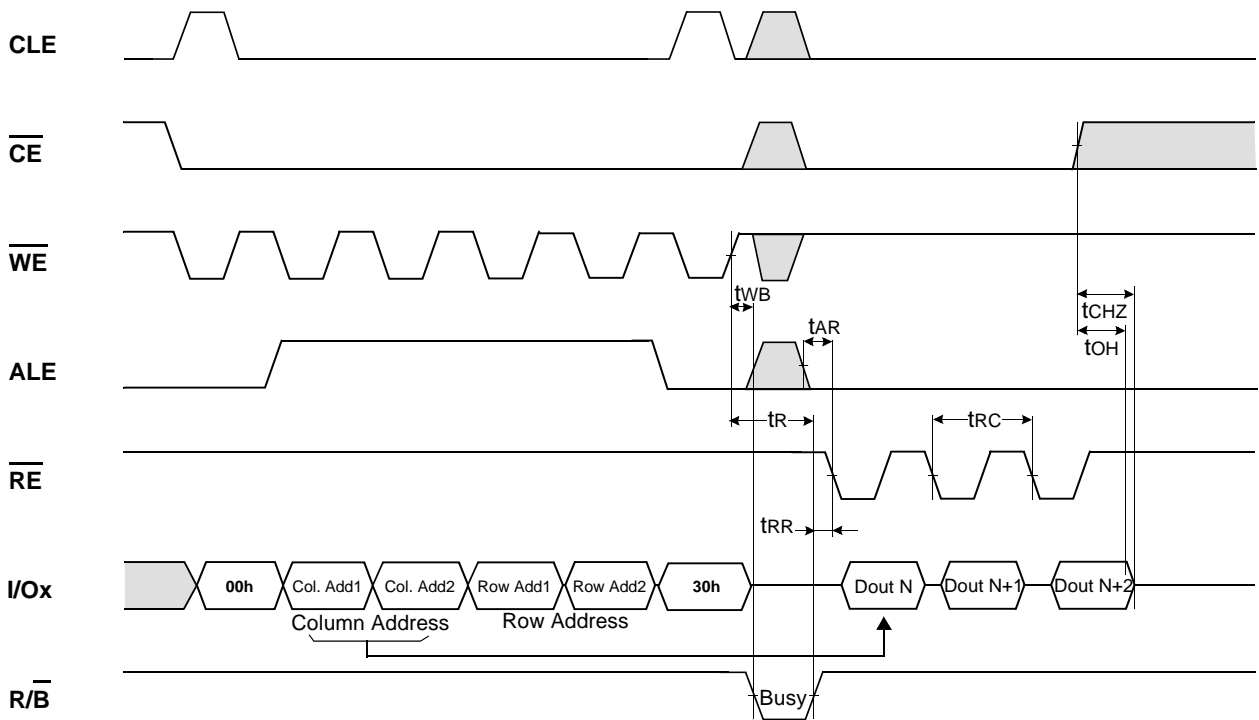 CLE
CE
WE
tWB
tCHZ
tAR
tOH
ALE
tR
tRC
RE
tRR
I/Ox
00h
Col. Add1
Col. Add2
Row Add1
Row Add2
30h
Dout N
Dout N+1
Dout N+2
Column Address
Row Address
R/B
Busy